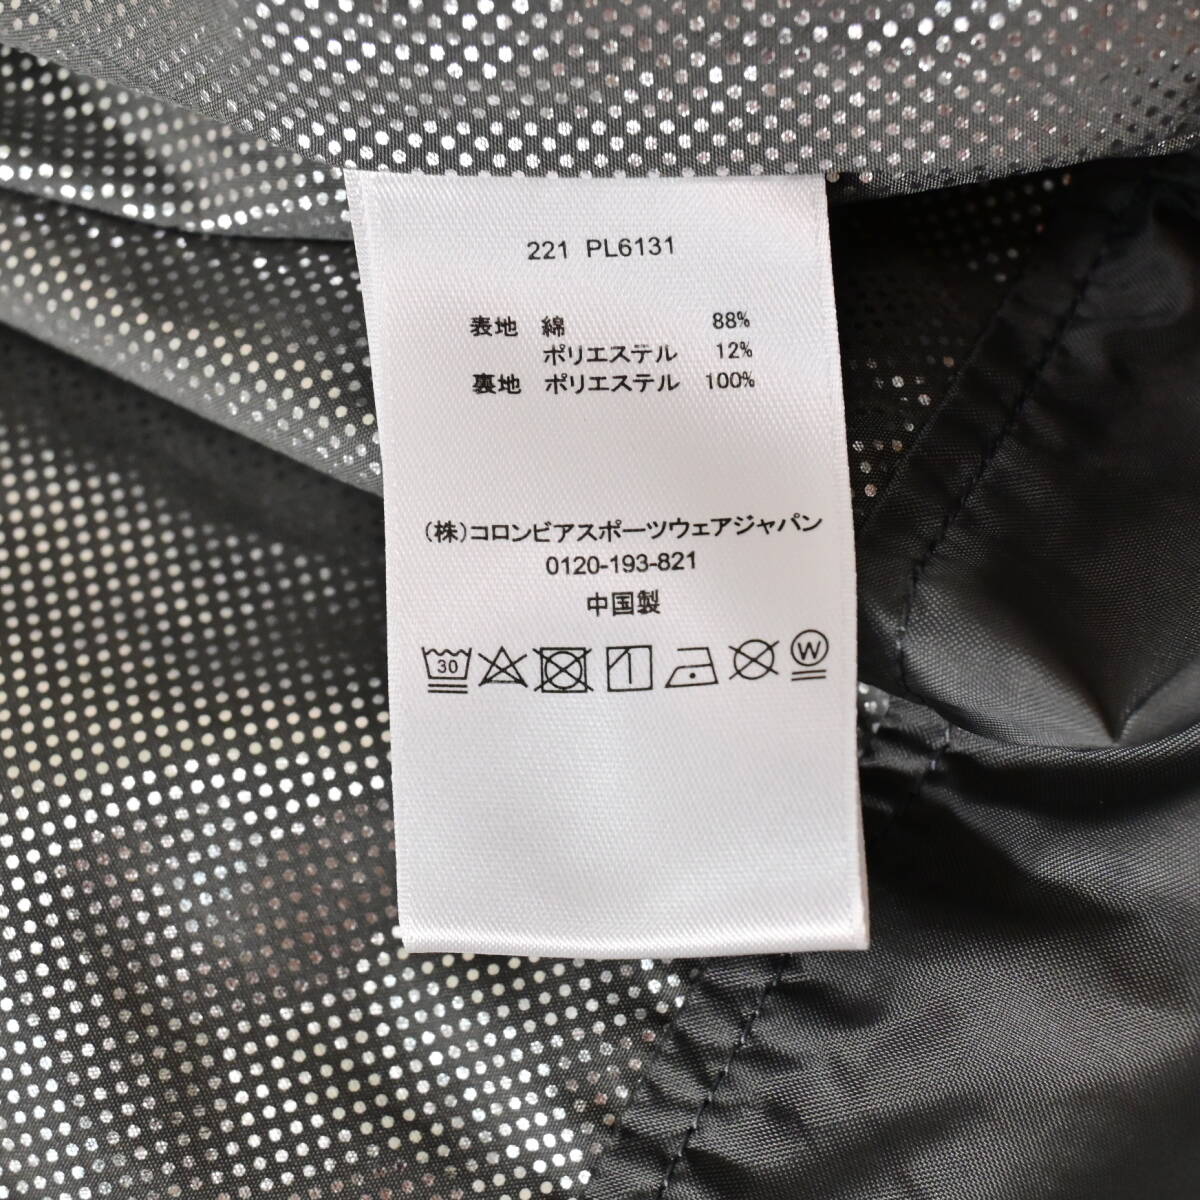 221 PL6131
表地 綿 88%
ポリエステル 12%
裏地 ポリエステル 100%
(株)コロンビアスポーツウェアジャパン
0120-193-821
中国製
30 W